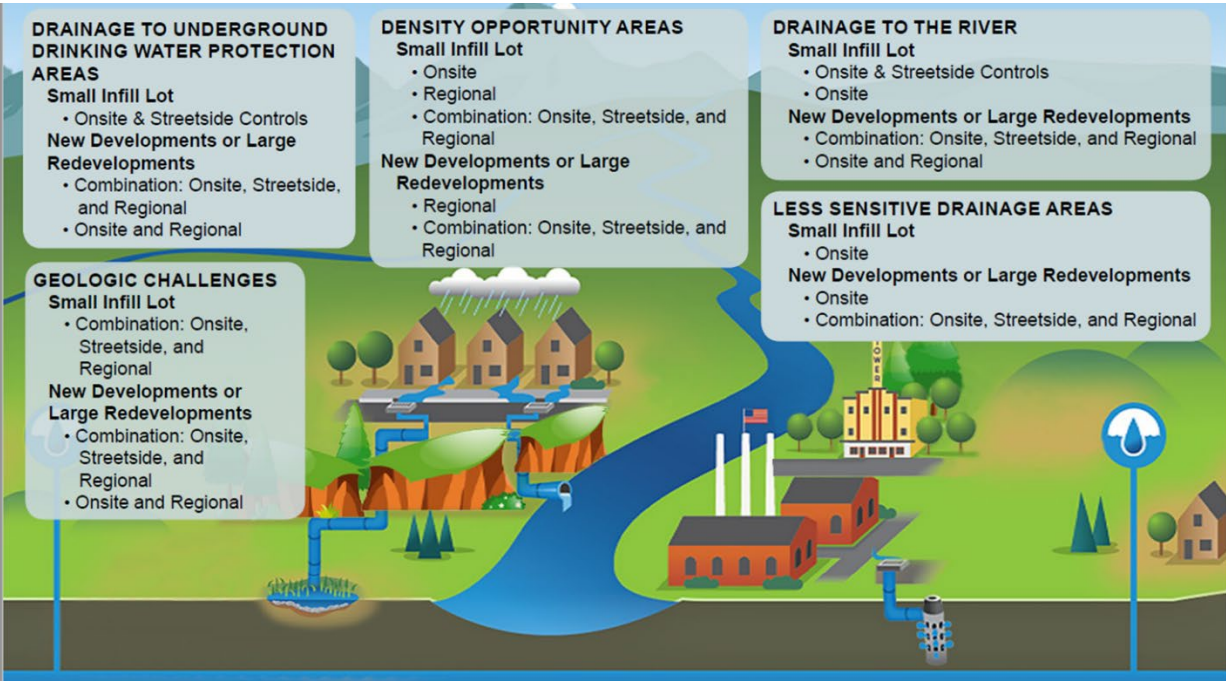 DRAINAGE TO UNDERGROUND
DRINKING WATER PROTECTION
AREAS
Small Infill Lot
• Onsite & Streetside Controls
New Developments or Large
Redevelopments
• Combination: Onsite, Streetside,
and Regional
• Onsite and Regional
GEOLOGIC CHALLENGES
Small Infill Lot
• Combination: Onsite,
Streetside, and
Regional
New Developments or
Large Redevelopments
• Combination: Onsite,
Streetside, and
Regional
• Onsite and Regional
DENSITY OPPORTUNITY AREAS
Small Infill Lot
• Onsite
• Regional
• Combination: Onsite, Streetside, and
Regional
New Developments or Large
Redevelopments
• Regional
• Combination: Onsite, Streetside, and
Regional
DRAINAGE TO THE RIVER
Small Infill Lot
• Onsite & Streetside Controls
• Onsite
New Developments or Large Redevelopments
• Combination: Onsite, Streetside, and Regional
• Onsite and Regional
LESS SENSITIVE DRAINAGE AREAS
Small Infill Lot
• Onsite
New Developments or Large Redevelopments
• Onsite
• Combination: Onsite, Streetside, and Regional